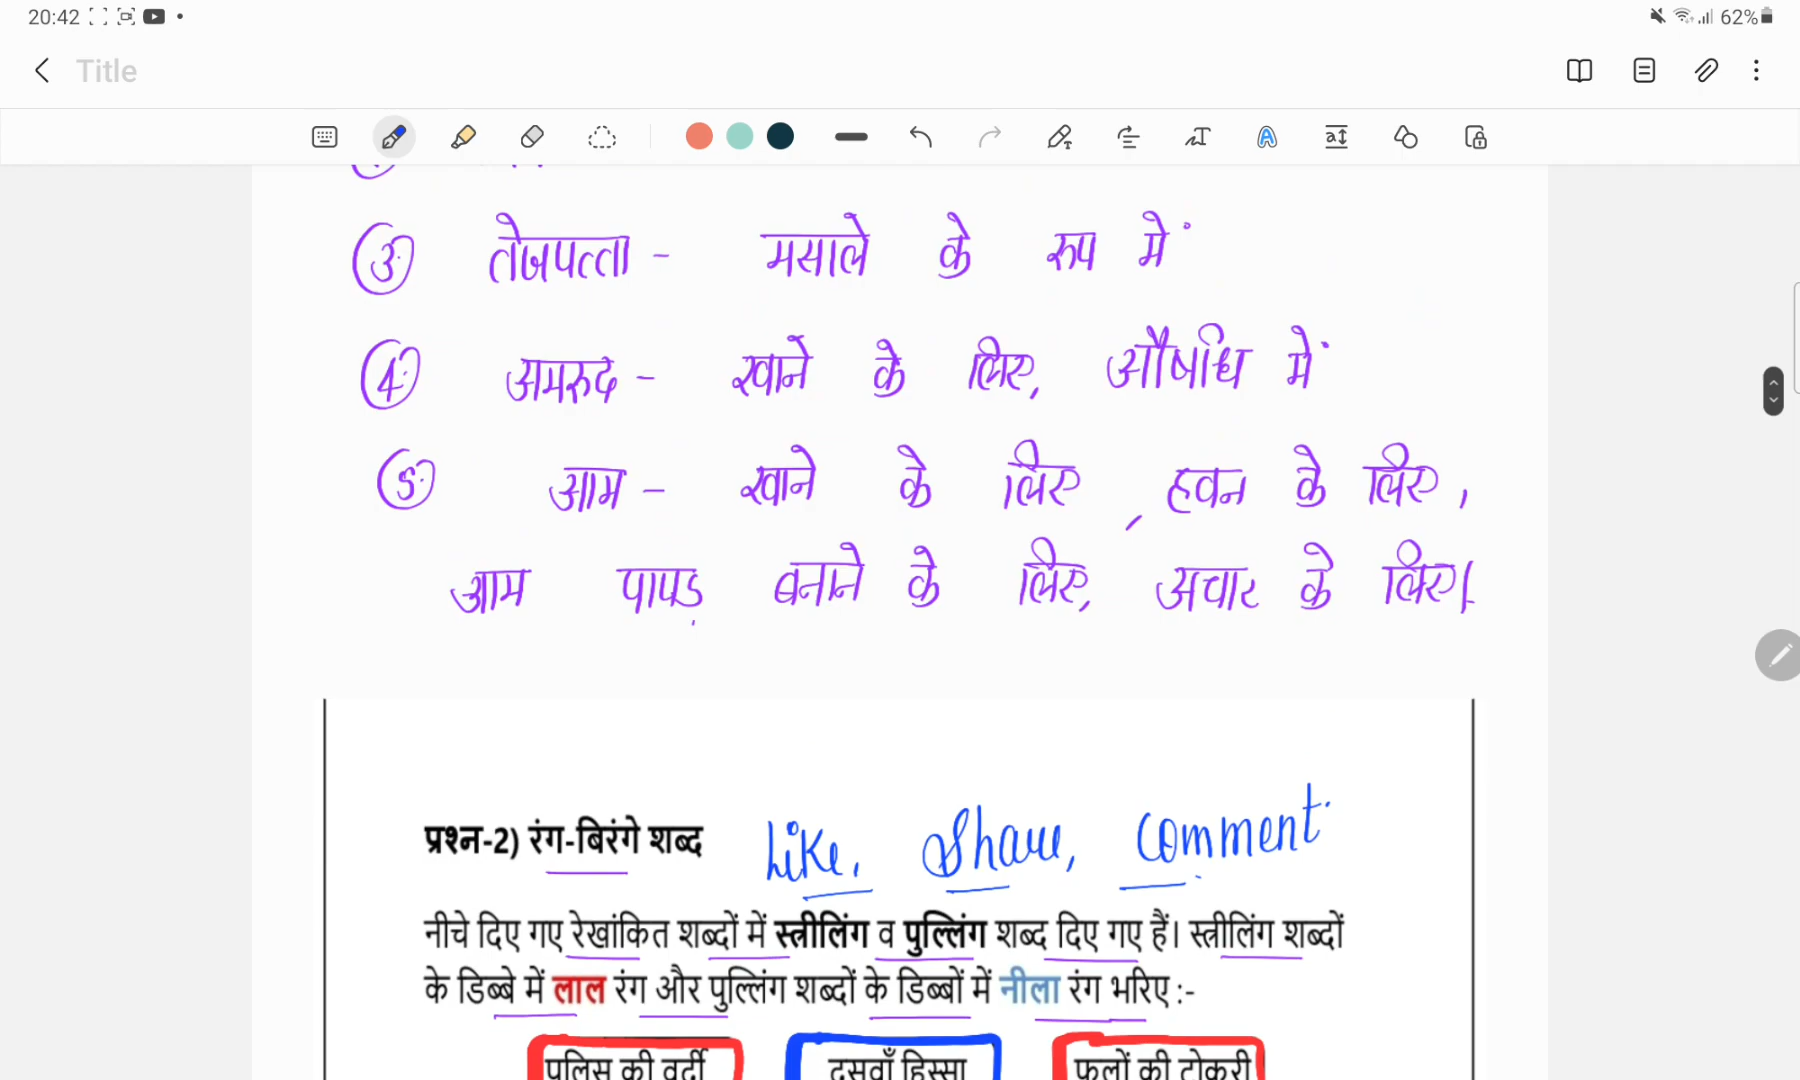 20:42 62%
Title
③ तेजपत्ता - मसाले के रुप में
④ अमरुद - खाने के लिए, औषधि में
⑤ आम - खाने के लिए, हवन के लिए,
आम पापड़ बनाने के लिए, अचार के लिए।
प्रश्न-2) रंग-बिरंगे शब्द Like, Share, Comment
नीचे दिए गए रेखांकित शब्दों में स्त्रीलिंग व पुल्लिंग शब्द दिए गए हैं। स्त्रीलिंग शब्दों
के डिब्बे में लाल रंग और पुल्लिंग शब्दों के डिब्बों में नीला रंग भरिए :-
पुलिस की वर्दी दसवाँ हिस्सा फलों की टोकरी